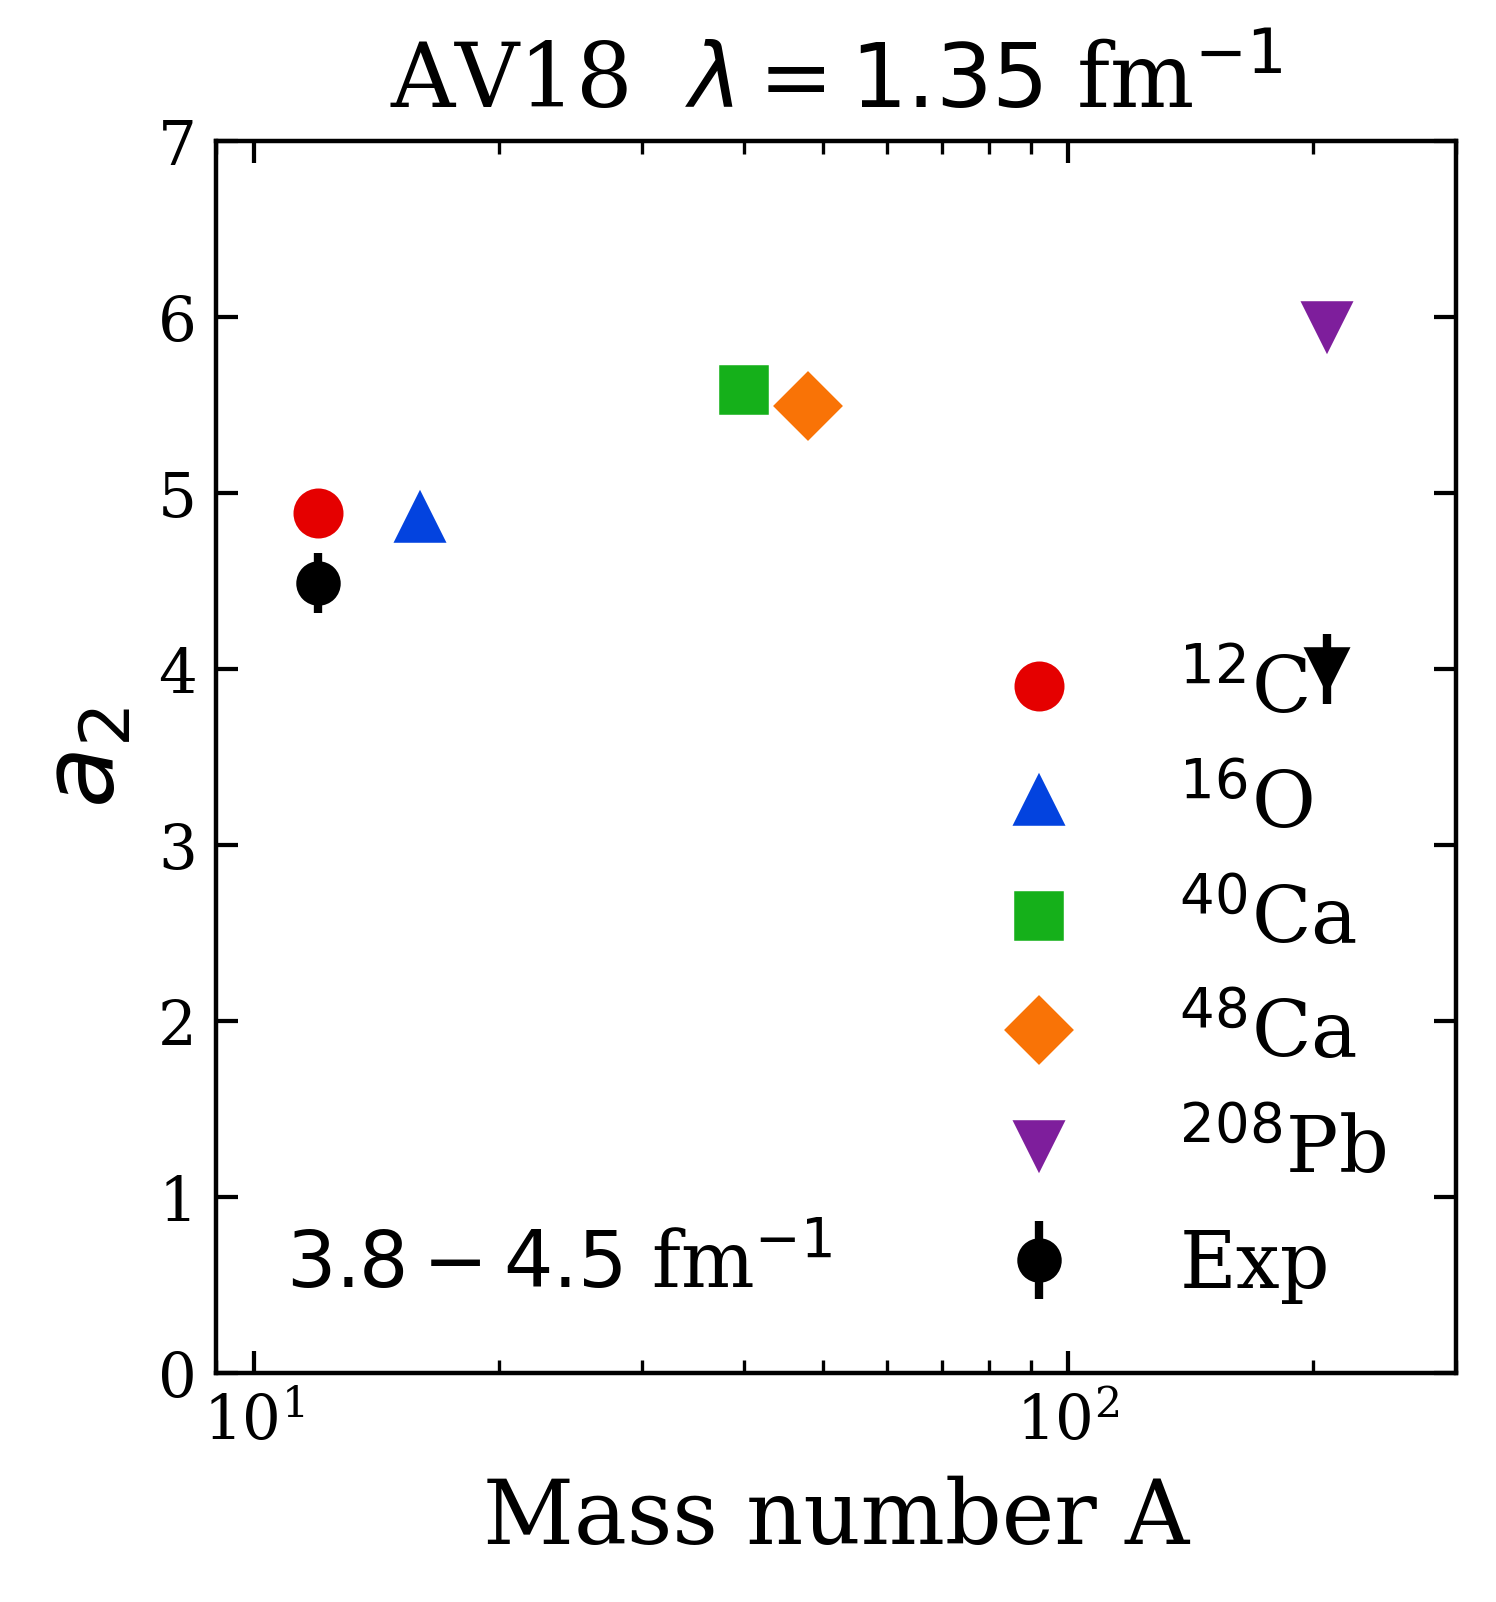 AV18 λ = 1.35 fm⁻¹
7
6
5
4
3
2
1
0
a₂
¹²C
¹⁶O
⁴⁰Ca
⁴⁸Ca
²⁰⁸Pb
Exp
3.8 − 4.5 fm⁻¹
10¹
10²
Mass number A